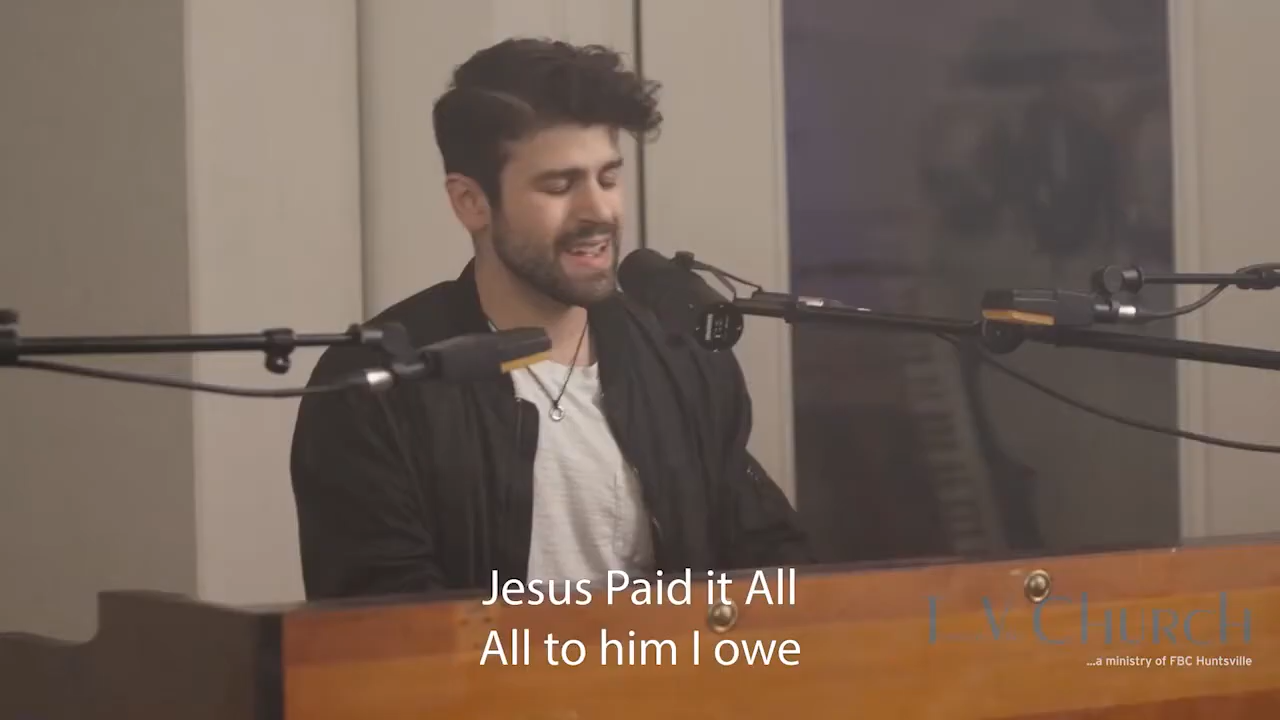 Jesus Paid it All
All to him I owe
T.V. Church
...a ministry of FBC Huntsville